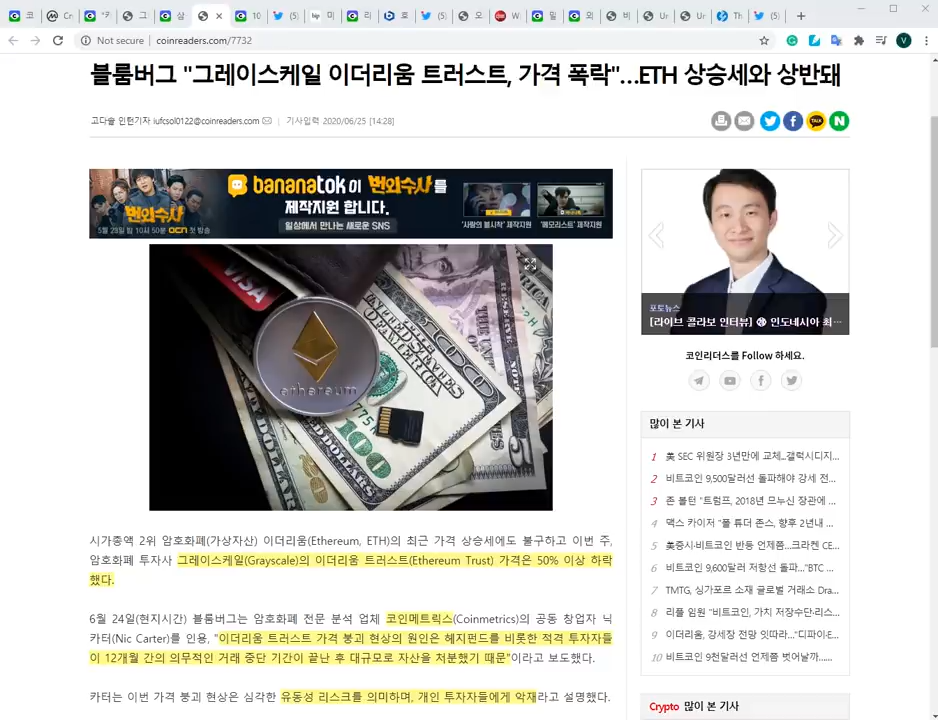 Not secure
coinreaders.com/7732
블룸버그 "그레이스케일 이더리움 트러스트, 가격 폭락"...ETH 상승세와 상반돼
고다솔 인턴기자 iufcsol0122@coinreaders.com
기사입력 2020/06/25 [14:28]
TALK
N
bananatok이 번외수사를
제작지원 합니다.
일상에서 만나는 새로운 SNS
번외수사
5월 23일 밤 10시 50분 OCN 첫 방송
'사랑의 불시착' 제작지원
'메모리스트' 제작지원
VISA
ethereum
100
포토뉴스
[라이브 콜라보 인터뷰] ㉘ 인도네시아 최...
코인리더스를 Follow 하세요.
시가총액 2위 암호화폐(가상자산) 이더리움(Ethereum, ETH)의 최근 가격 상승세에도 불구하고 이번 주,
암호화폐 투자사 그레이스케일(Grayscale)의 이더리움 트러스트(Ethereum Trust) 가격은 50% 이상 하락
했다.
6월 24일(현지시간) 블룸버그는 암호화폐 전문 분석 업체 코인메트릭스(Coinmetrics)의 공동 창업자 닉
카터(Nic Carter)를 인용, "이더리움 트러스트 가격 붕괴 현상의 원인은 헤지펀드를 비롯한 적격 투자자들
이 12개월 간의 의무적인 거래 중단 기간이 끝난 후 대규모로 자산을 처분했기 때문"이라고 보도했다.
카터는 이번 가격 붕괴 현상은 심각한 유동성 리스크를 의미하며, 개인 투자자들에게 악재라고 설명했다.
많이 본 기사
1 美 SEC 위원장 3년만에 교체...갤럭시디지...
2 비트코인 9,500달러선 돌파해야 강세 전...
3 존 볼턴 "트럼프, 2018년 므누신 장관에 ...
4 맥스 카이저 "폴 튜더 존스, 향후 2년내 ...
5 美증시·비트코인 반등 언제쯤...크라켄 CE...
6 비트코인 9,600달러 저항선 돌파..."BTC ...
7 TMTG, 싱가포르 소재 글로벌 거래소 Dra...
8 리플 임원 "비트코인, 가치 저장수단·리스...
9 이더리움, 강세장 전망 잇따라..."디파이·E...
10 비트코인 9천달러선 언제쯤 벗어날까......
Crypto 많이 본 기사